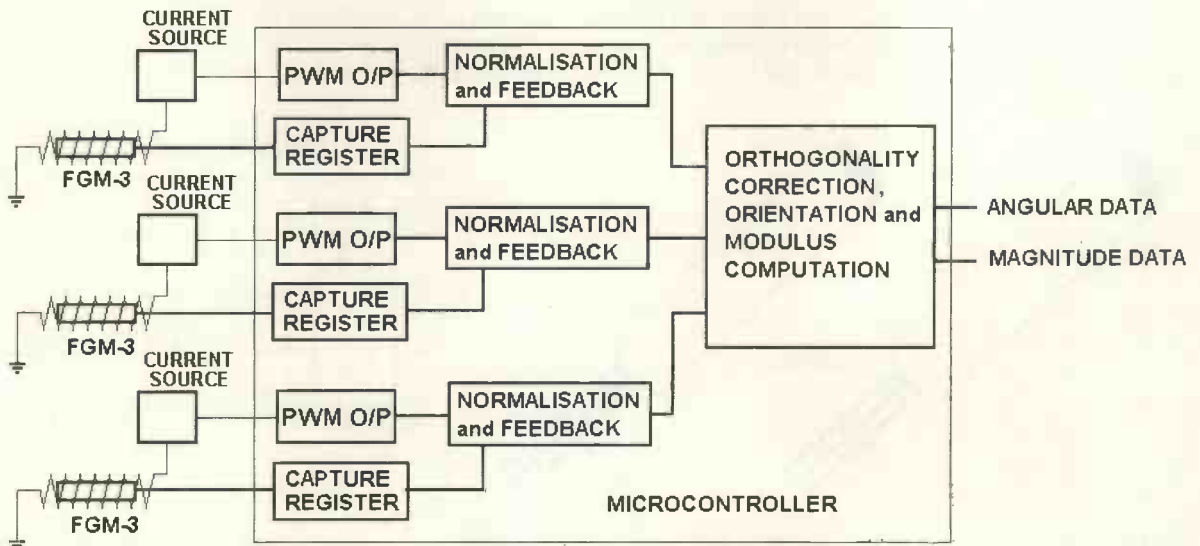 CURRENT
SOURCE
PWM O/P
NORMALISATION
and FEEDBACK
CAPTURE
REGISTER
FGM-3
CURRENT
SOURCE
PWM O/P
NORMALISATION
and FEEDBACK
CAPTURE
REGISTER
FGM-3
CURRENT
SOURCE
PWM O/P
NORMALISATION
and FEEDBACK
CAPTURE
REGISTER
FGM-3
ORTHOGONALITY
CORRECTION,
ORIENTATION and
MODULUS
COMPUTATION
ANGULAR DATA
MAGNITUDE DATA
MICROCONTROLLER